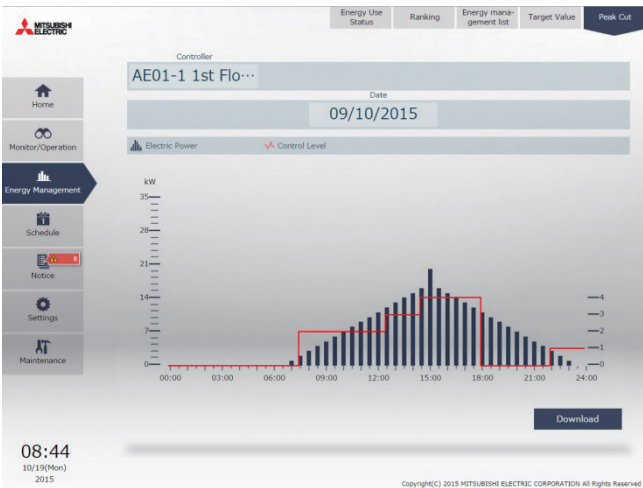 MITSUBISHI
ELECTRIC
Energy Use
Status
Ranking
Energy mana-
gement list
Target Value
Peak Cut
Controller
AE01-1 1st Flo···
Date
09/10/2015
Electric Power
Control Level
Home
Monitor/Operation
Energy Management
1
Schedule
8
Notice
Settings
Maintenance
kW
35
28
21
14
7
0
4
3
2
1
0
00:00 03:00 06:00 09:00 12:00 15:00 18:00 21:00 24:00
Download
08:44
10/19(Mon)
2015
Copyright(C) 2015 MITSUBISHI ELECTRIC CORPORATION All Rights Reserved